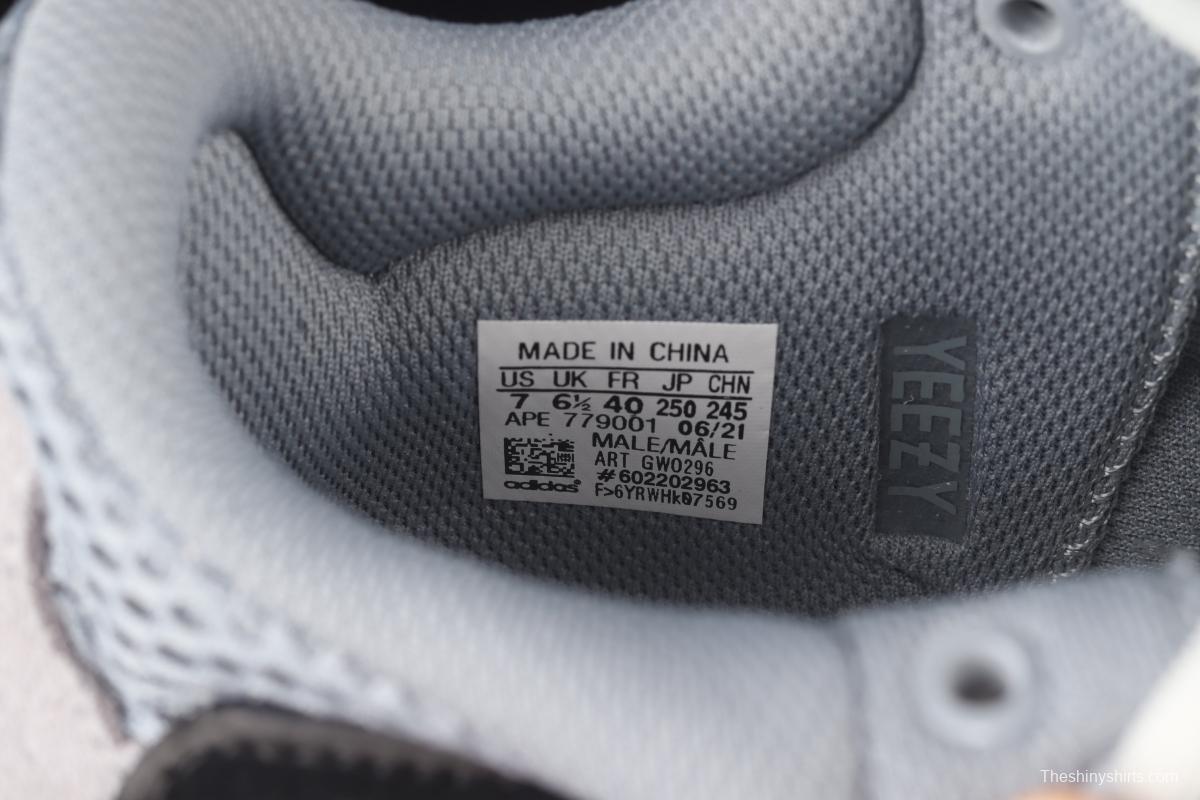 MADE IN CHINA
US UK FR JP CHN
7 6½ 40 250 245
APE 779001 06/21
MALE/MÂLE
ART GW0296
#602202963
F>6YRWHk07569
adidas
YEEZY
Theshinyshirts.com